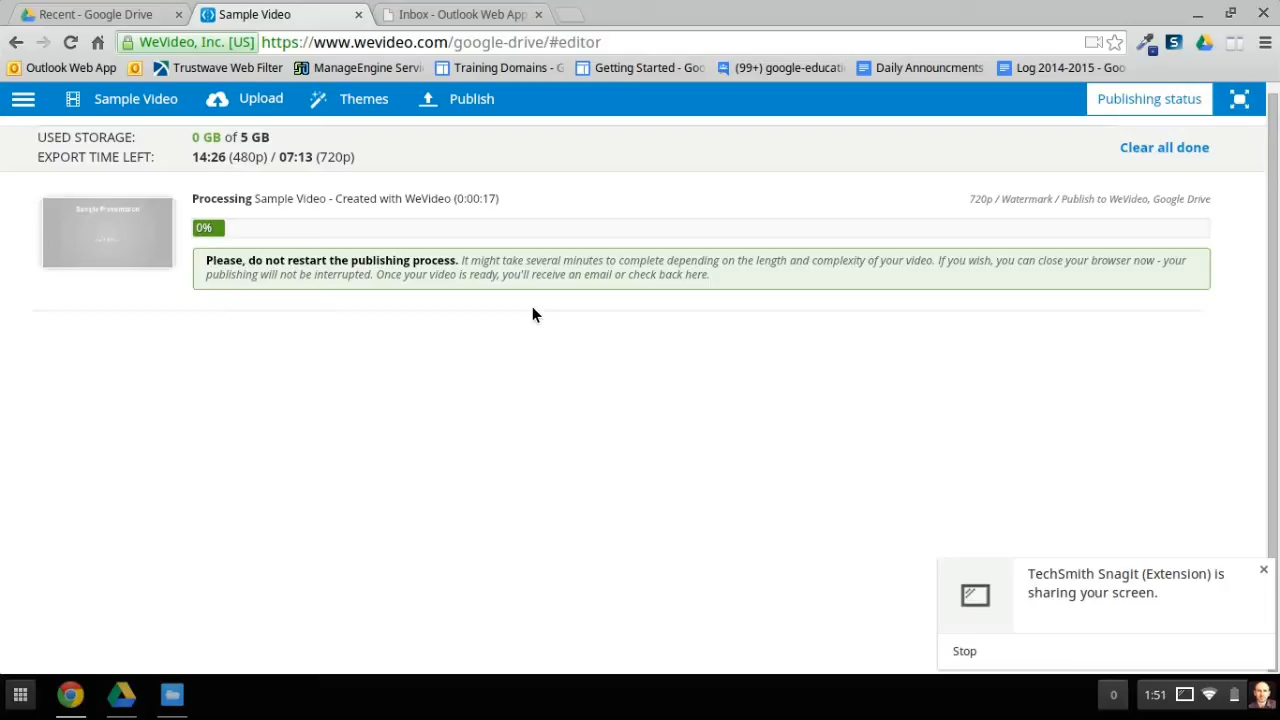 Recent - Google Drive
Sample Video
Inbox - Outlook Web App
WeVideo, Inc. [US]
https://www.wevideo.com/google-drive/#editor
Outlook Web App
Trustwave Web Filter
ManageEngine Servi
Training Domains - G
Getting Started - Goo
(99+) google-educati
Daily Announcments
Log 2014-2015 - Goo
Sample Video
Upload
Themes
Publish
Publishing status
USED STORAGE: 0 GB of 5 GB
EXPORT TIME LEFT: 14:26 (480p) / 07:13 (720p)
Clear all done
Sample Presentation
Processing Sample Video - Created with WeVideo (0:00:17)
720p / Watermark / Publish to WeVideo, Google Drive
0%
Please, do not restart the publishing process. It might take several minutes to complete depending on the length and complexity of your video. If you wish, you can close your browser now - your
publishing will not be interrupted. Once your video is ready, you'll receive an email or check back here.
TechSmith Snagit (Extension) is
sharing your screen.
Stop
0
1:51